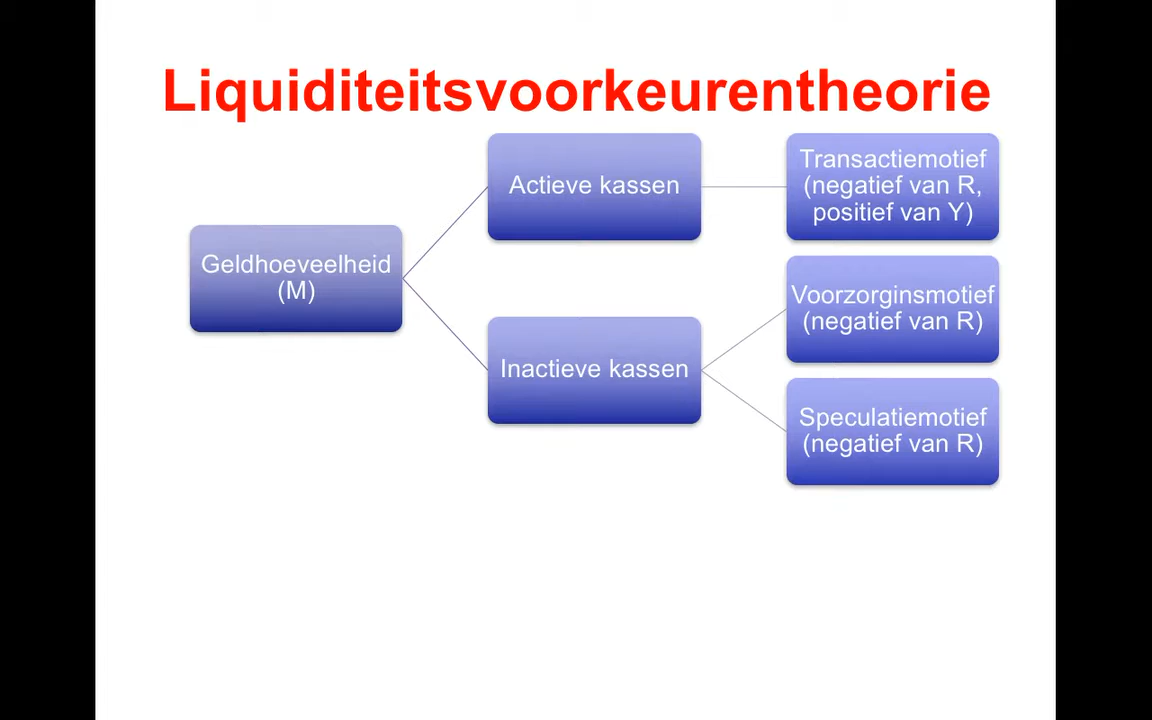 Liquiditeitsvoorkeurentheorie
Geldhoeveelheid
(M)
Actieve kassen
Inactieve kassen
Transactiemotief
(negatief van R,
positief van Y)
Voorzorginsmotief
(negatief van R)
Speculatiemotief
(negatief van R)